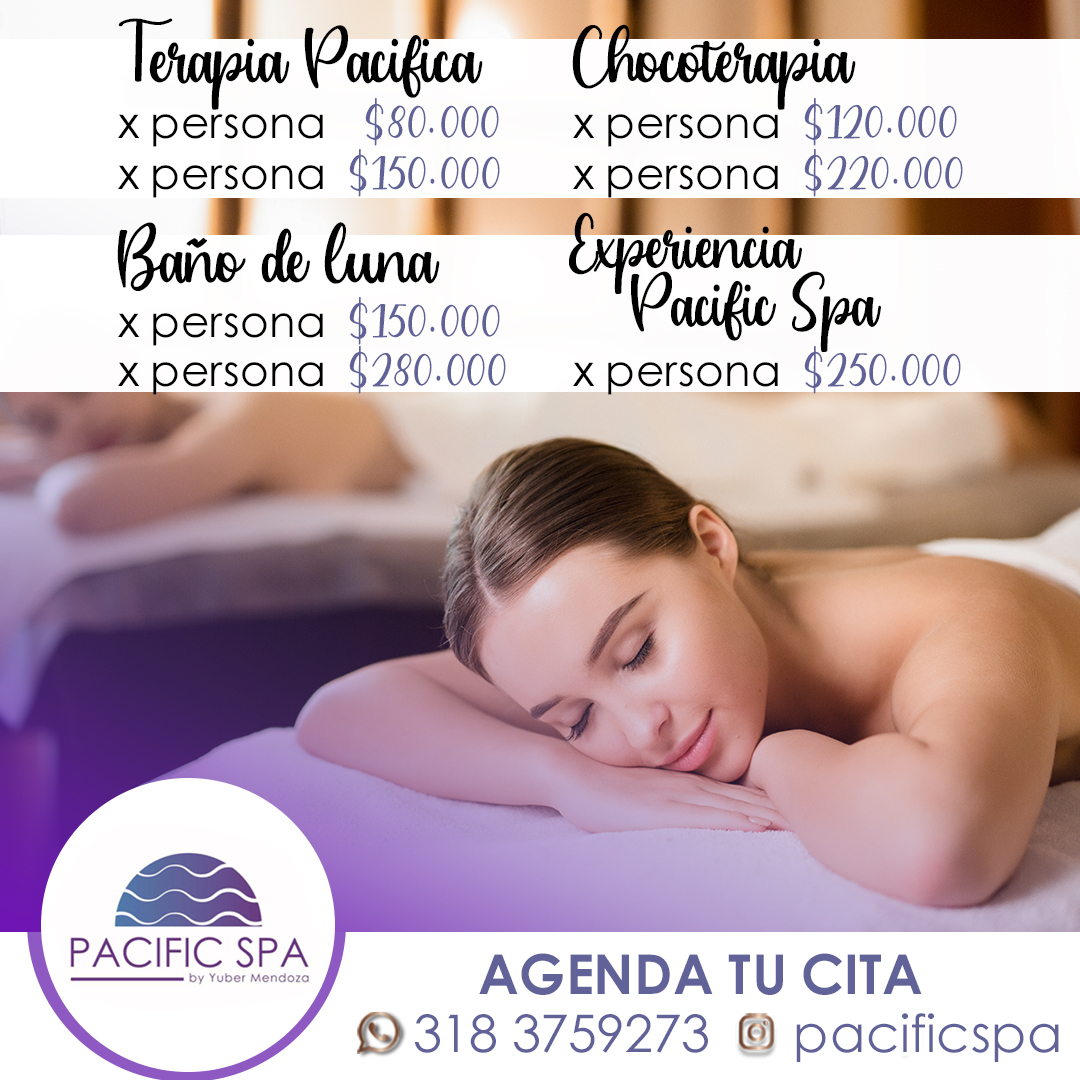 Terapia Pacifica
x persona $80.000
x persona $150.000
Chocoterapia
x persona $120.000
x persona $220.000
Baño de luna
x persona $150.000
x persona $280.000
Experiencia
Pacific Spa
x persona $250.000
PACIFIC SPA
by Yuber Mendoza
AGENDA TU CITA
318 3759273 pacificspa